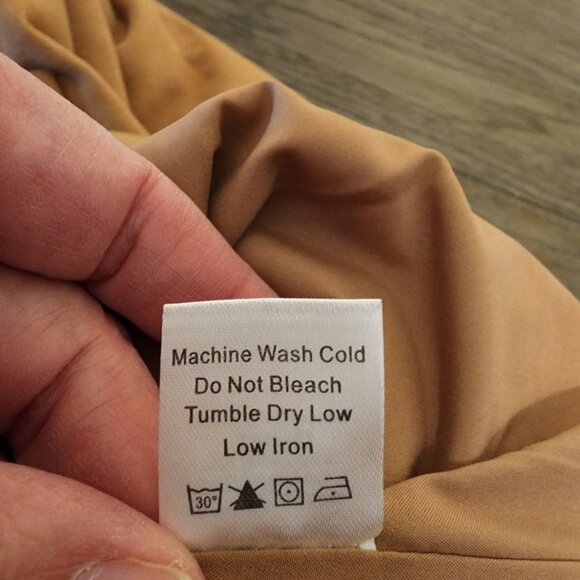 Machine Wash Cold
Do Not Bleach
Tumble Dry Low
Low Iron
30°